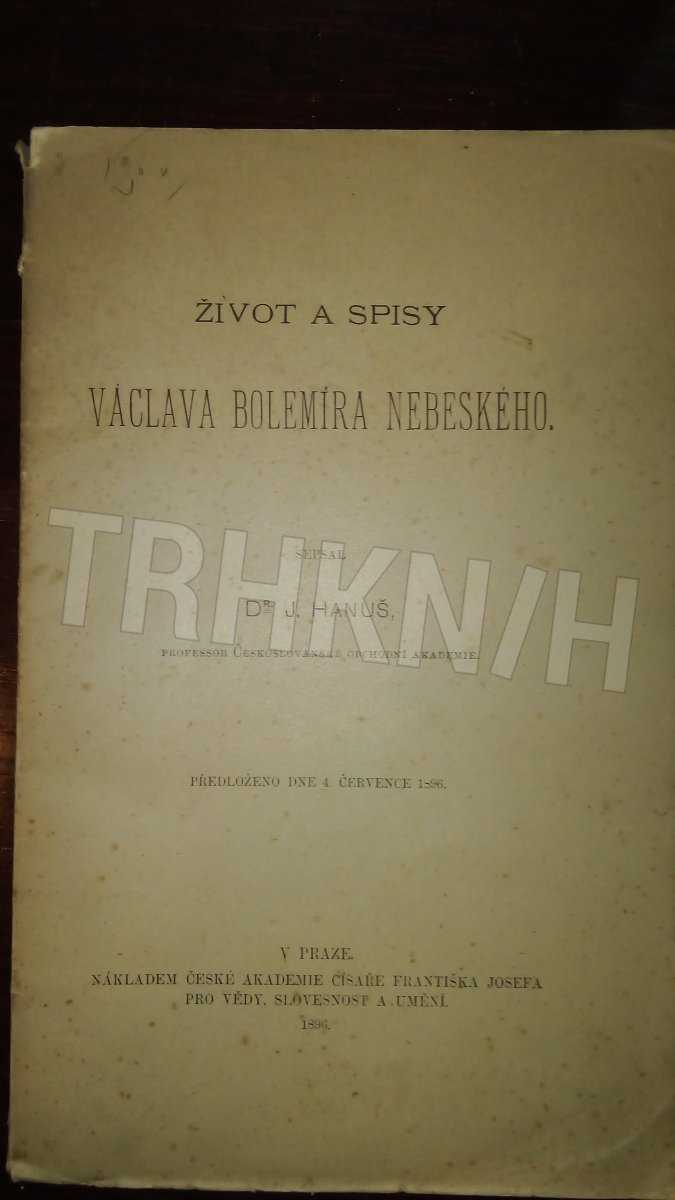 ŽIVOT A SPISY
VÁCLAVA BOLEMÍRA NEBESKÉHO.
SEPSAL
DR. J. HANUŠ,
PROFESSOR ČESKOSLOVANSKÉ OBCHODNÍ AKADEMIE.
TRHKN/H
PŘEDLOŽENO DNE 4. ČERVENCE 1896.
V PRAZE.
NÁKLADEM ČESKÉ AKADEMIE CÍSAŘE FRANTIŠKA JOSEFA
PRO VĚDY, SLOVESNOST A UMĚNÍ.
1896.